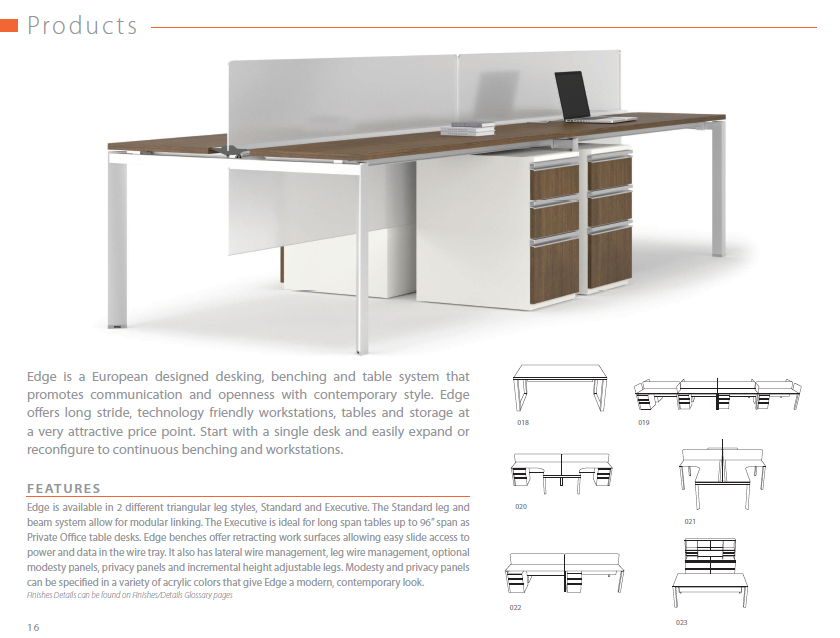 Products
Edge is a European designed desking, benching and table system that
promotes communication and openness with contemporary style. Edge
offers long stride, technology friendly workstations, tables and storage at
a very attractive price point. Start with a single desk and easily expand or
reconfigure to continuous benching and workstations.
FEATURES
Edge is available in 2 different triangular leg styles, Standard and Executive. The Standard leg and
beam system allow for modular linking. The Executive is ideal for long span tables up to 96" span as
Private Office table desks. Edge benches offer retracting work surfaces allowing easy slide access to
power and data in the wire tray. It also has lateral wire management, leg wire management, optional
modesty panels, privacy panels and incremental height adjustable legs. Modesty and privacy panels
can be specified in a variety of acrylic colors that give Edge a modern, contemporary look.
Finishes Details can be found on Finishes/Details Glossary pages
018
019
020
021
022
023
16